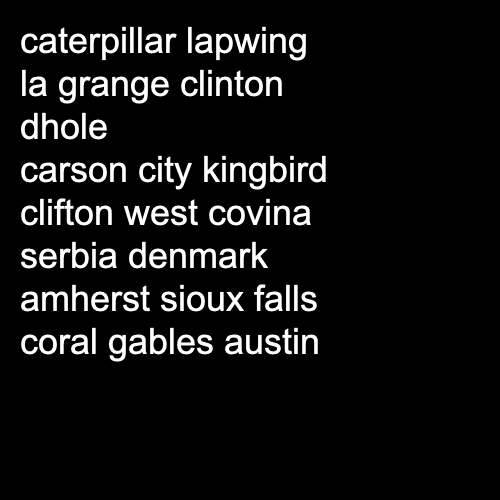 caterpillar lapwing
la grange clinton
dhole
carson city kingbird
clifton west covina
serbia denmark
amherst sioux falls
coral gables austin